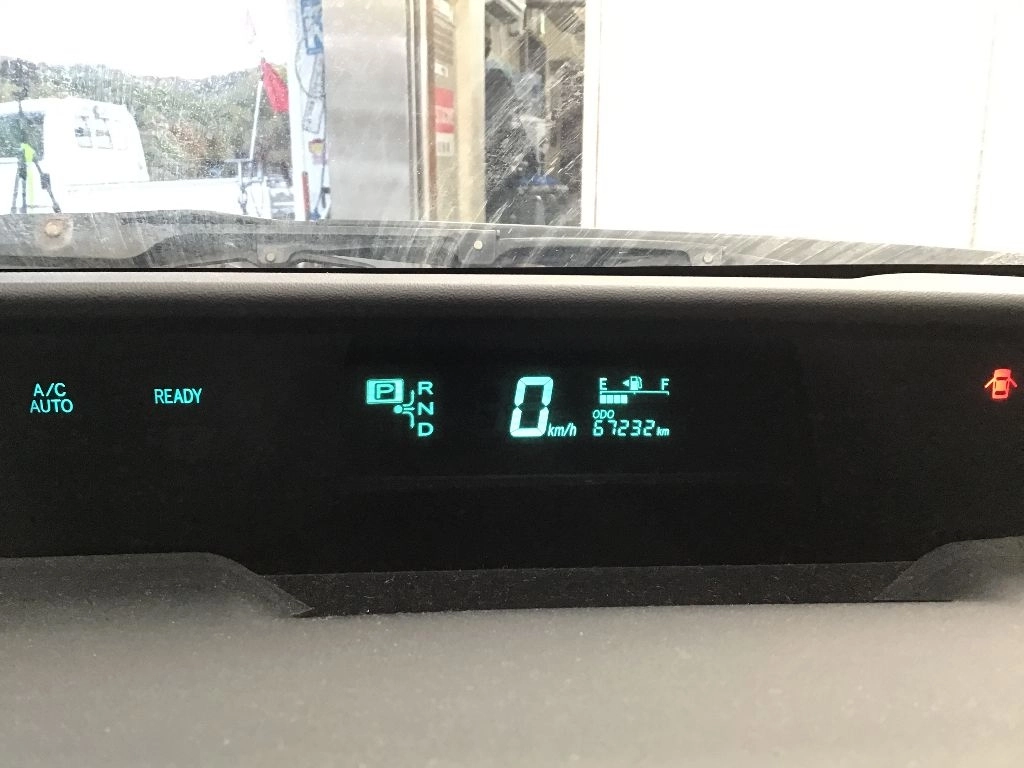 A/C
AUTO
READY
P
R
N
D
0 km/h
E F
ODO
67232 km